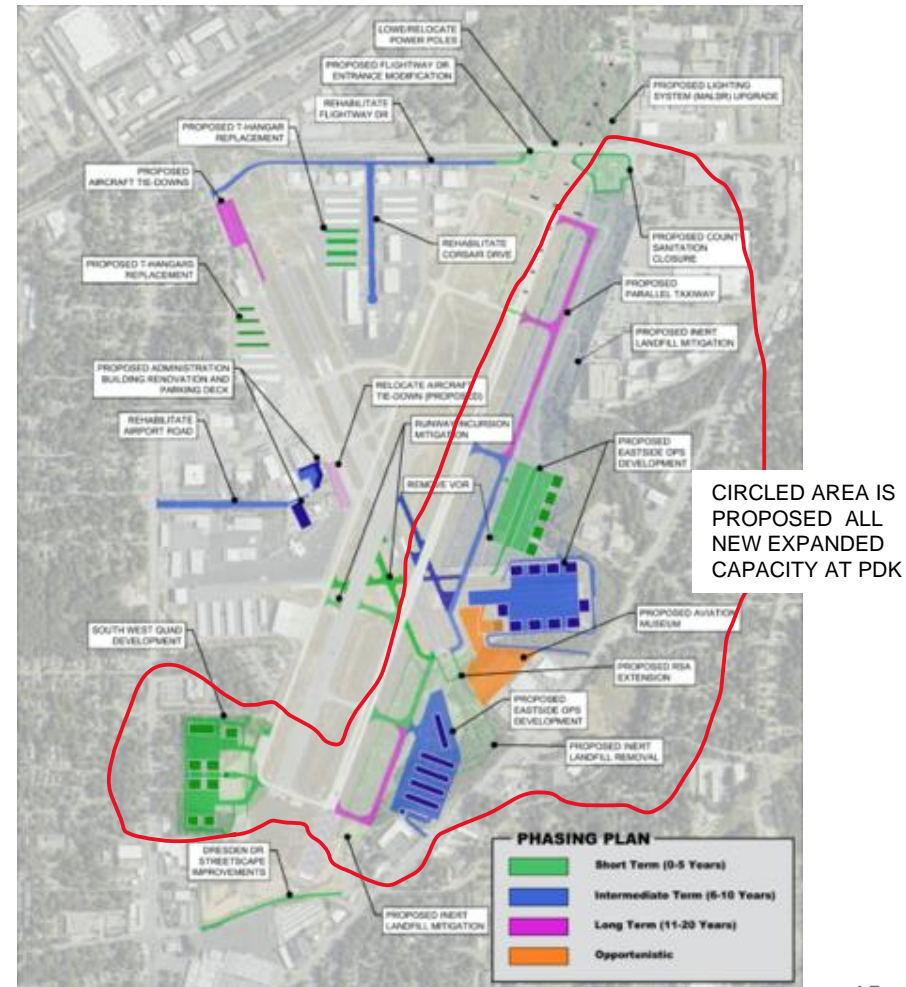 LOWE/RELOCATE
POWER POLES
PROPOSED FLIGHTWAY DR
ENTRANCE MODIFICATION
PROPOSED LIGHTING
SYSTEM (MALSR) UPGRADE
REHABILITATE
FLIGHTWAY DR
PROPOSED T-HANGAR
REPLACEMENT
PROPOSED
AIRCRAFT TIE-DOWNS
PROPOSED COUNTY
SANITATION
CLOSURE
REHABILITATE
CORSAIR DRIVE
PROPOSED T-HANGARS
REPLACEMENT
PROPOSED
PARALLEL TAXIWAY
PROPOSED INERT
LANDFILL MITIGATION
PROPOSED ADMINISTRATION
BUILDING RENOVATION AND
PARKING DECK
RELOCATE AIRCRAFT
TIE-DOWN (PROPOSED)
REHABILITATE
AIRPORT ROAD
RUNWAY INCURSION
MITIGATION
PROPOSED
EASTSIDE OPS
DEVELOPMENT
REMOVE VOR
CIRCLED AREA IS
PROPOSED ALL
NEW EXPANDED
CAPACITY AT PDK
PROPOSED AVIATION
MUSEUM
SOUTH WEST QUAD
DEVELOPMENT
PROPOSED RSA
EXTENSION
PROPOSED
EASTSIDE OPS
DEVELOPMENT
PROPOSED INERT
LANDFILL REMOVAL
DRESDEN DR
STREETSCAPE
IMPROVEMENTS
PROPOSED INERT
LANDFILL MITIGATION
PHASING PLAN
Short Term (0-5 Years)
Intermediate Term (6-10 Years)
Long Term (11-20 Years)
Opportunistic